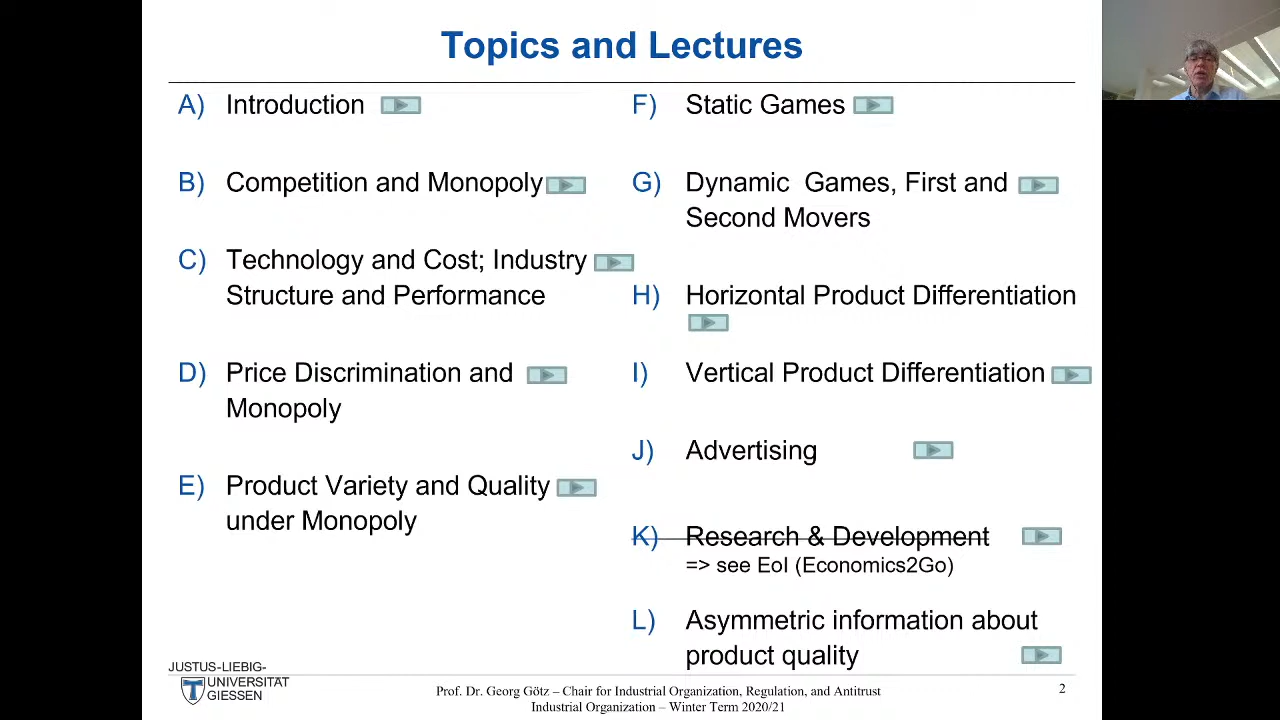 Topics and Lectures
A) Introduction
B) Competition and Monopoly
C) Technology and Cost; Industry
Structure and Performance
D) Price Discrimination and
Monopoly
E) Product Variety and Quality
under Monopoly
F) Static Games
G) Dynamic Games, First and
Second Movers
H) Horizontal Product Differentiation
I) Vertical Product Differentiation
J) Advertising
K) Research & Development
=> see EoI (Economics2Go)
L) Asymmetric information about
product quality
JUSTUS-LIEBIG-
UNIVERSITÄT
GIESSEN
Prof. Dr. Georg Götz – Chair for Industrial Organization, Regulation, and Antitrust
Industrial Organization – Winter Term 2020/21
2